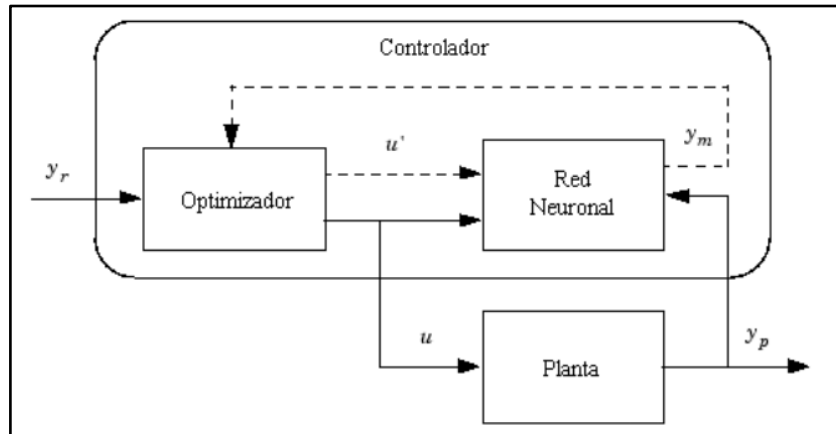 Controlador
u'
y_m
y_r
Optimizador
Red
Neuronal
u
Planta
y_p